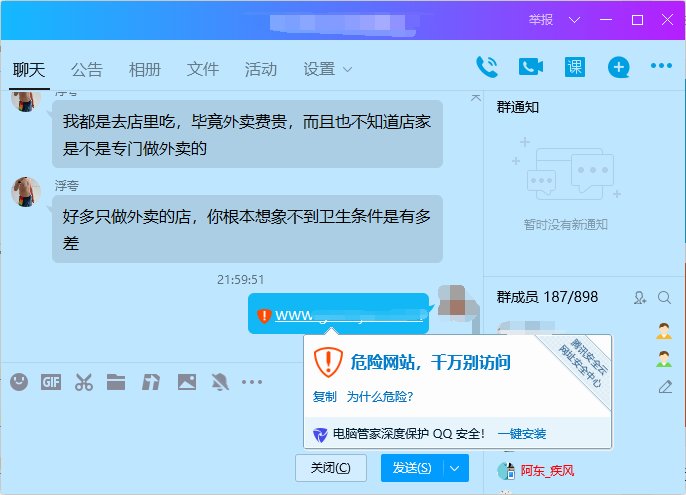 举报
聊天 公告 相册 文件 活动 设置
课
浮夸
我都是去店里吃，毕竟外卖费贵，而且也不知道店家
是不是专门做外卖的
浮夸
好多只做外卖的店，你根本想象不到卫生条件是有多
差
21:59:51
www
危险网站，千万别访问
复制 为什么危险?
腾讯安全云
网址安全中心
电脑管家深度保护 QQ 安全! 一键安装
GIF
关闭(C) 发送(S)
群通知
暂时没有新通知
群成员 187/898
阿东_疾风